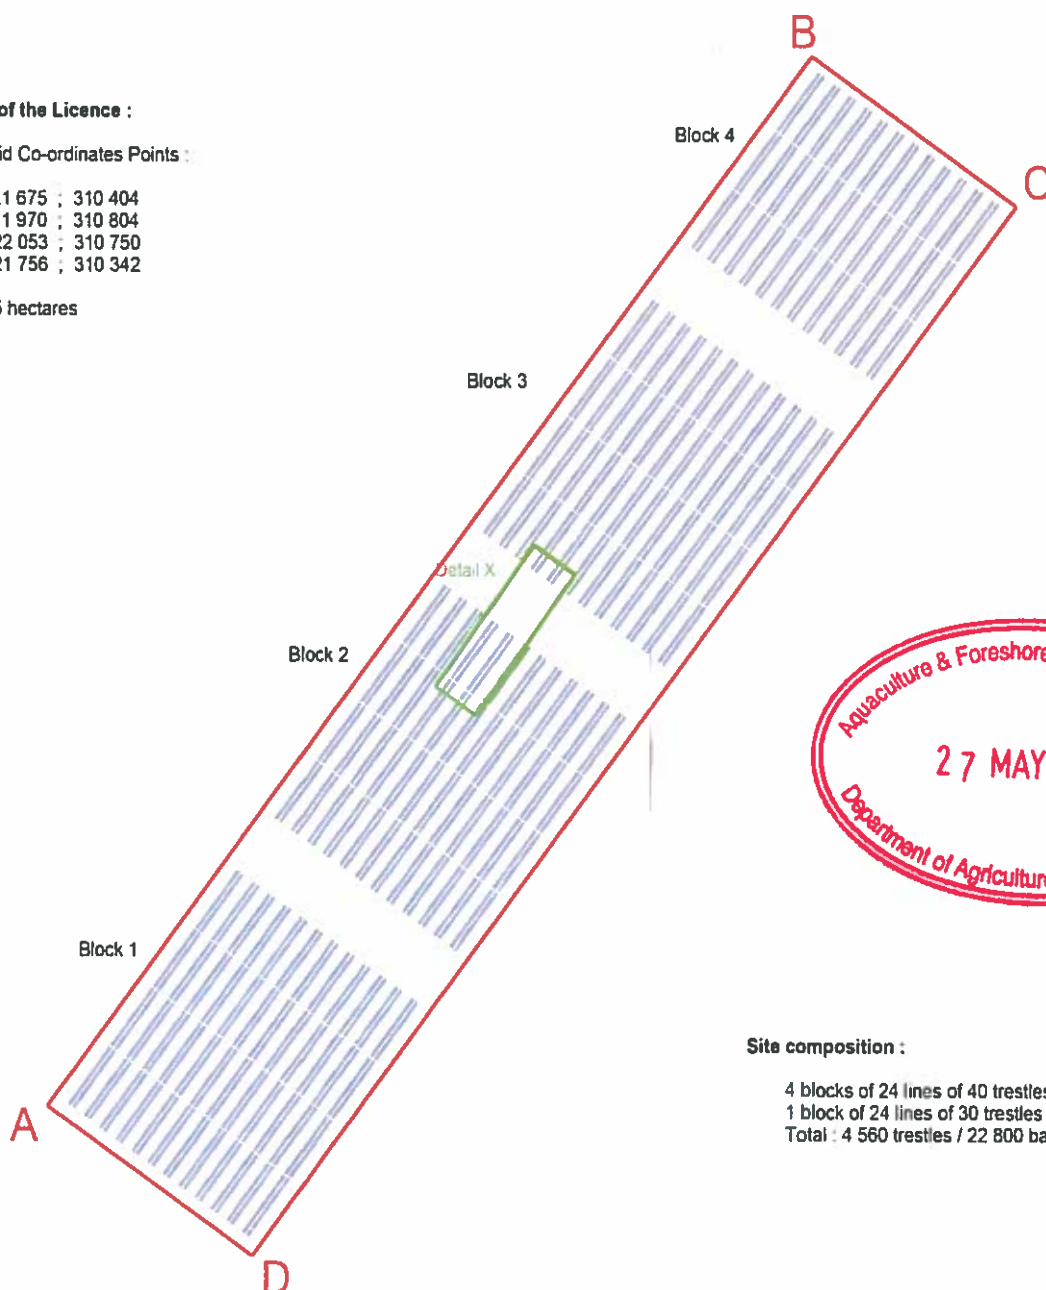 of the Licence :
id Co-ordinates Points :
1 675 ; 310 404
1 970 ; 310 804
22 053 ; 310 750
21 756 ; 310 342
hectares
B
Block 4
C
Block 3
Detail X
Block 2
Aquaculture & Foreshore
27 MAY
Department of Agriculture
Block 1
Site composition :
4 blocks of 24 lines of 40 trestles
1 block of 24 lines of 30 trestles
Total : 4 560 trestles / 22 800 ba
A
D